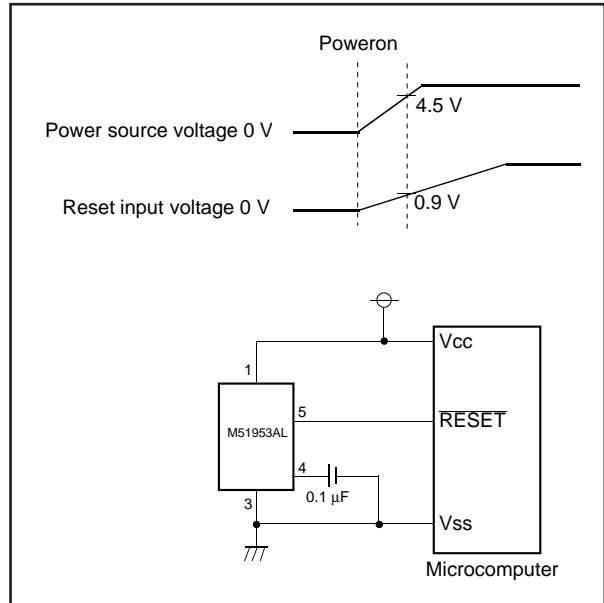 Poweron
4.5 V
Power source voltage 0 V
0.9 V
Reset input voltage 0 V
Vcc
1
5
RESET
M51953AL
4
0.1 μF
3
Vss
Microcomputer